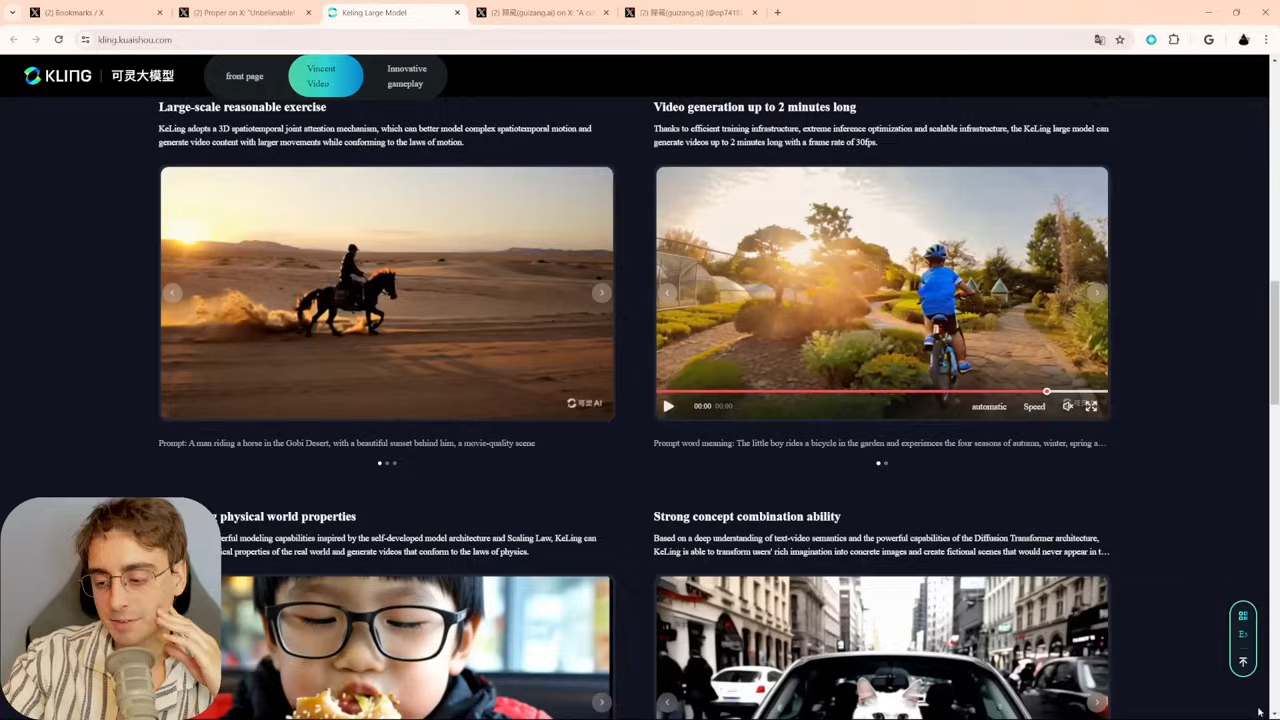 (2) Bookmarks / X
(2) Proper on X: "Unbelievable!
Keling Large Model
(2) 歸藏(guizang.ai) on X: "A cut
(2) 歸藏(guizang.ai) (@op7418)
kling.kuaishou.com
KLING 可灵大模型
front page
Vincent
Video
Innovative
gameplay
Large-scale reasonable exercise
KeLing adopts a 3D spatiotemporal joint attention mechanism, which can better model complex spatiotemporal motion and
generate video content with larger movements while conforming to the laws of motion.
Video generation up to 2 minutes long
Thanks to efficient training infrastructure, extreme inference optimization and scalable infrastructure, the KeLing large model can
generate videos up to 2 minutes long with a frame rate of 30fps.
可灵 AI
00:00 00:00
automatic
Speed
Prompt: A man riding a horse in the Gobi Desert, with a beautiful sunset behind him, a movie-quality scene
Prompt word meaning: The little boy rides a bicycle in the garden and experiences the four seasons of autumn, winter, spring a...
physical world properties
modeling capabilities inspired by the self-developed model architecture and Scaling Law, KeLing can
properties of the real world and generate videos that conform to the laws of physics.
Strong concept combination ability
Based on a deep understanding of text-video semantics and the powerful capabilities of the Diffusion Transformer architecture,
KeLing is able to transform users' rich imagination into concrete images and create fictional scenes that would never appear in t...